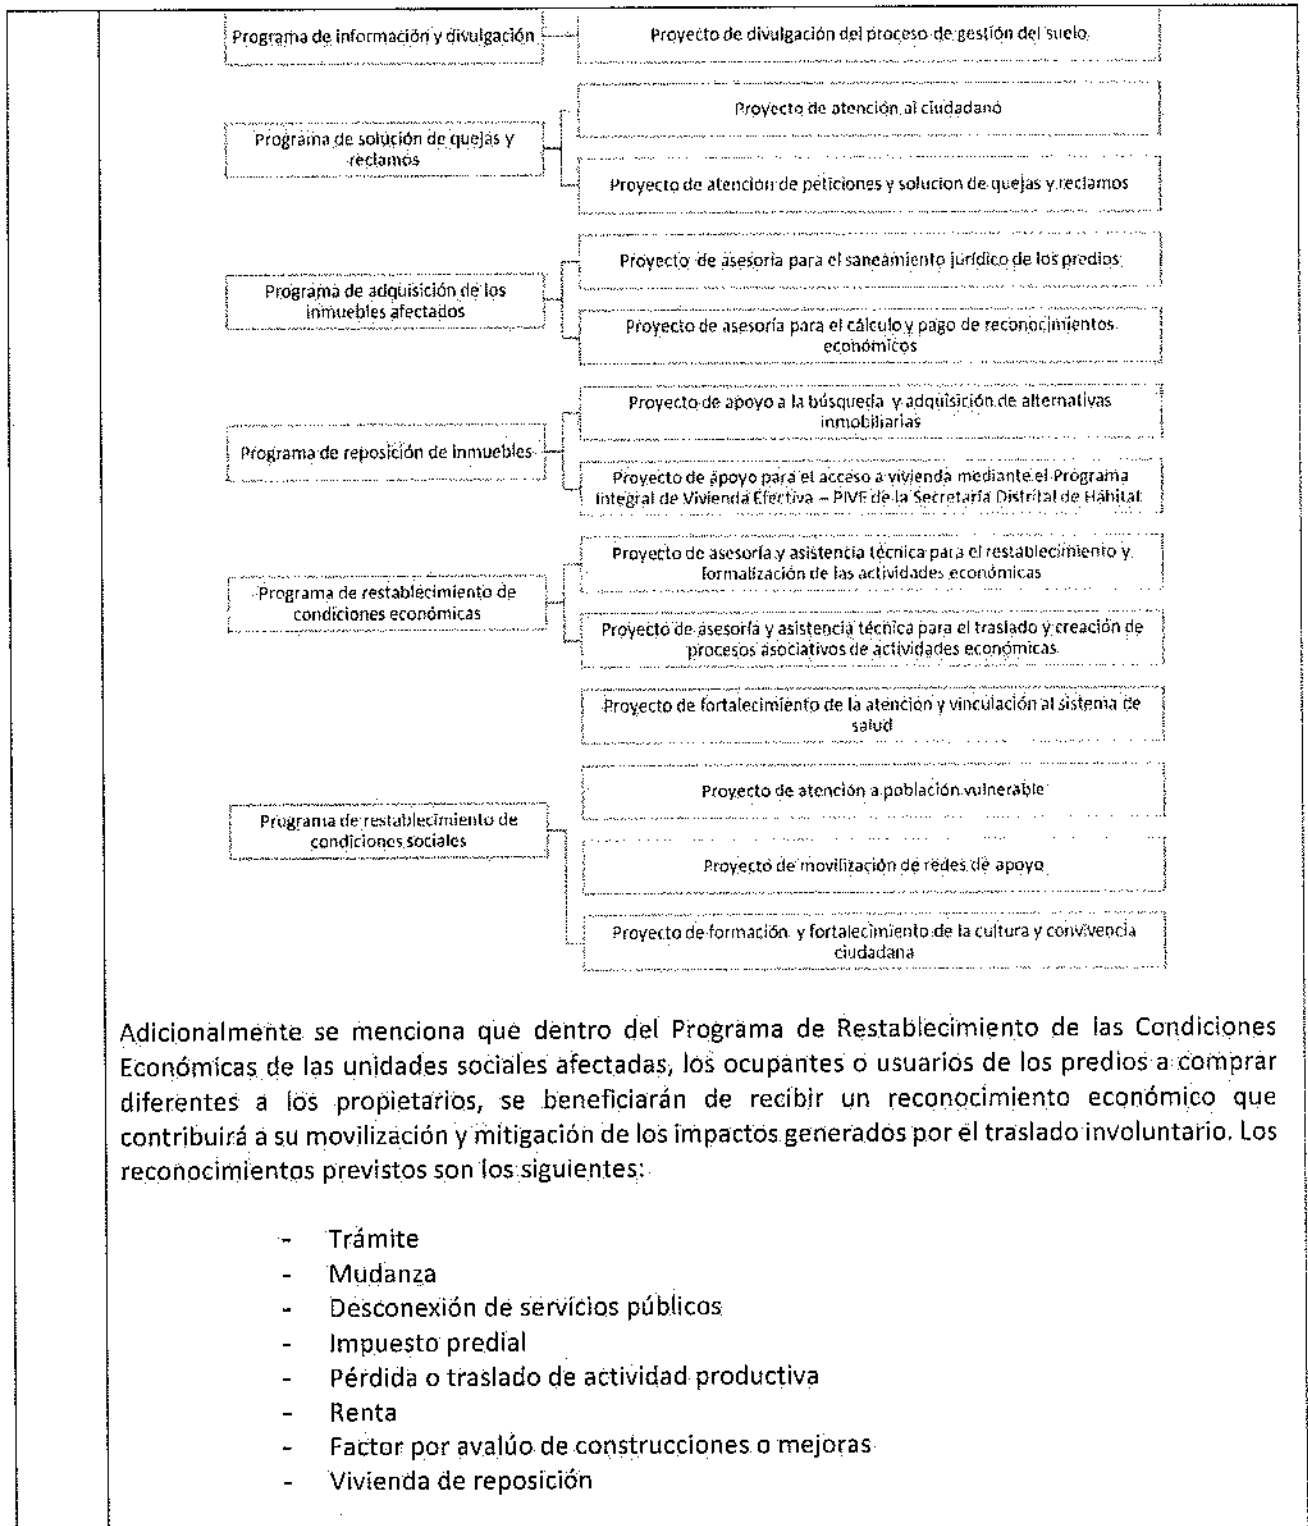 Programa de información y divulgación
Proyecto de divulgación del proceso de gestión del suelo.
Programa de solución de quejas y
reclamos
Proyecto de atención al ciudadano
Proyecto de atención de peticiones y solucion de quejas y reclamos
Programa de adquisición de los
inmuebles afectados
Proyecto de asesoría para el saneamiento jurídico de los predios
Proyecto de asesoría para el cálculo y pago de reconocimientos
económicos
Programa de reposición de inmuebles
Proyecto de apoyo a la búsqueda y adquisición de alternativas
inmobiliarias
Proyecto de apoyo para el acceso a vivienda mediante el Programa
Integral de Vivienda Efectiva – PIVE de la Secretaría Distrital de Hábitat
Programa de restablecimiento de
condiciones económicas
Proyecto de asesoría y asistencia técnica para el restablecimiento y
formalización de las actividades económicas
Proyecto de asesoría y asistencia técnica para el traslado y creación de
procesos asociativos de actividades económicas
Programa de restablecimiento de
condiciones sociales
Proyecto de fortalecimiento de la atención y vinculación al sistema de
salud
Proyecto de atención a población vulnerable
Proyecto de movilización de redes de apoyo
Proyecto de formación y fortalecimiento de la cultura y convivencia
ciudadana
Adicionalmente se menciona que dentro del Programa de Restablecimiento de las Condiciones
Económicas de las unidades sociales afectadas, los ocupantes o usuarios de los predios a comprar
diferentes a los propietarios, se beneficiarán de recibir un reconocimiento económico que
contribuirá a su movilización y mitigación de los impactos generados por el traslado involuntario. Los
reconocimientos previstos son los siguientes:
- Trámite
- Mudanza
- Desconexión de servicios públicos
- Impuesto predial
- Pérdida o traslado de actividad productiva
- Renta
- Factor por avalúo de construcciones o mejoras
- Vivienda de reposición